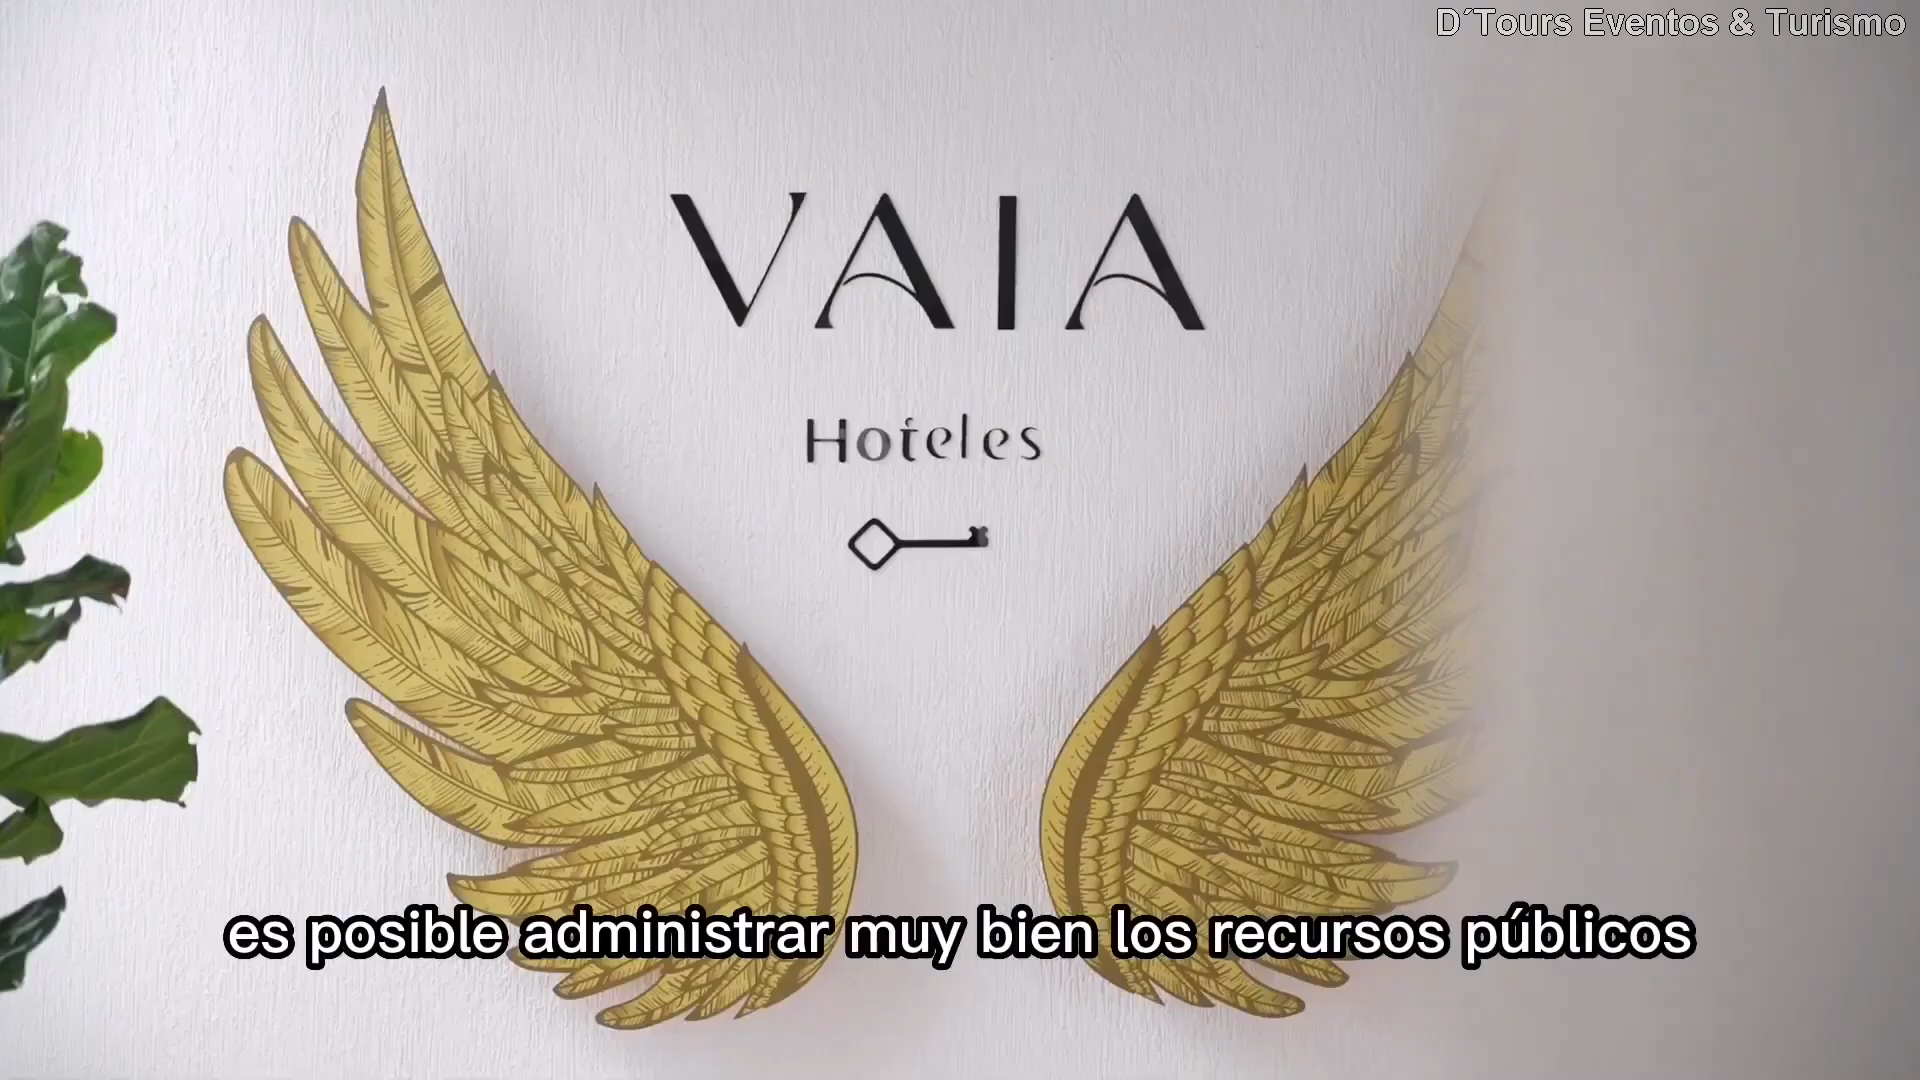 D´Tours Eventos & Turismo
VAIA
Hoteles
es posible administrar muy bien los recursos públicos